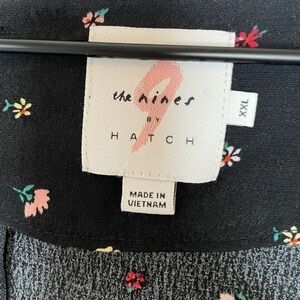 the nines
BY
HATCH
XXL
MADE IN
VIETNAM